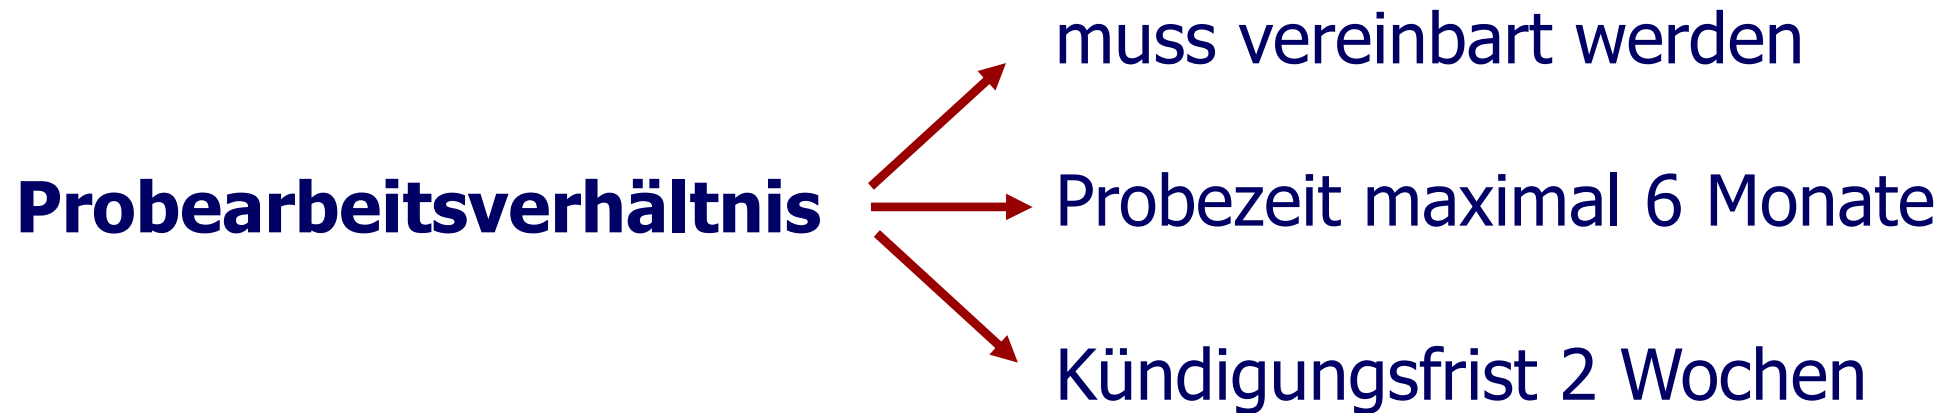 muss vereinbart werden
Probearbeitsverhältnis
Probezeit maximal 6 Monate
Kündigungsfrist 2 Wochen